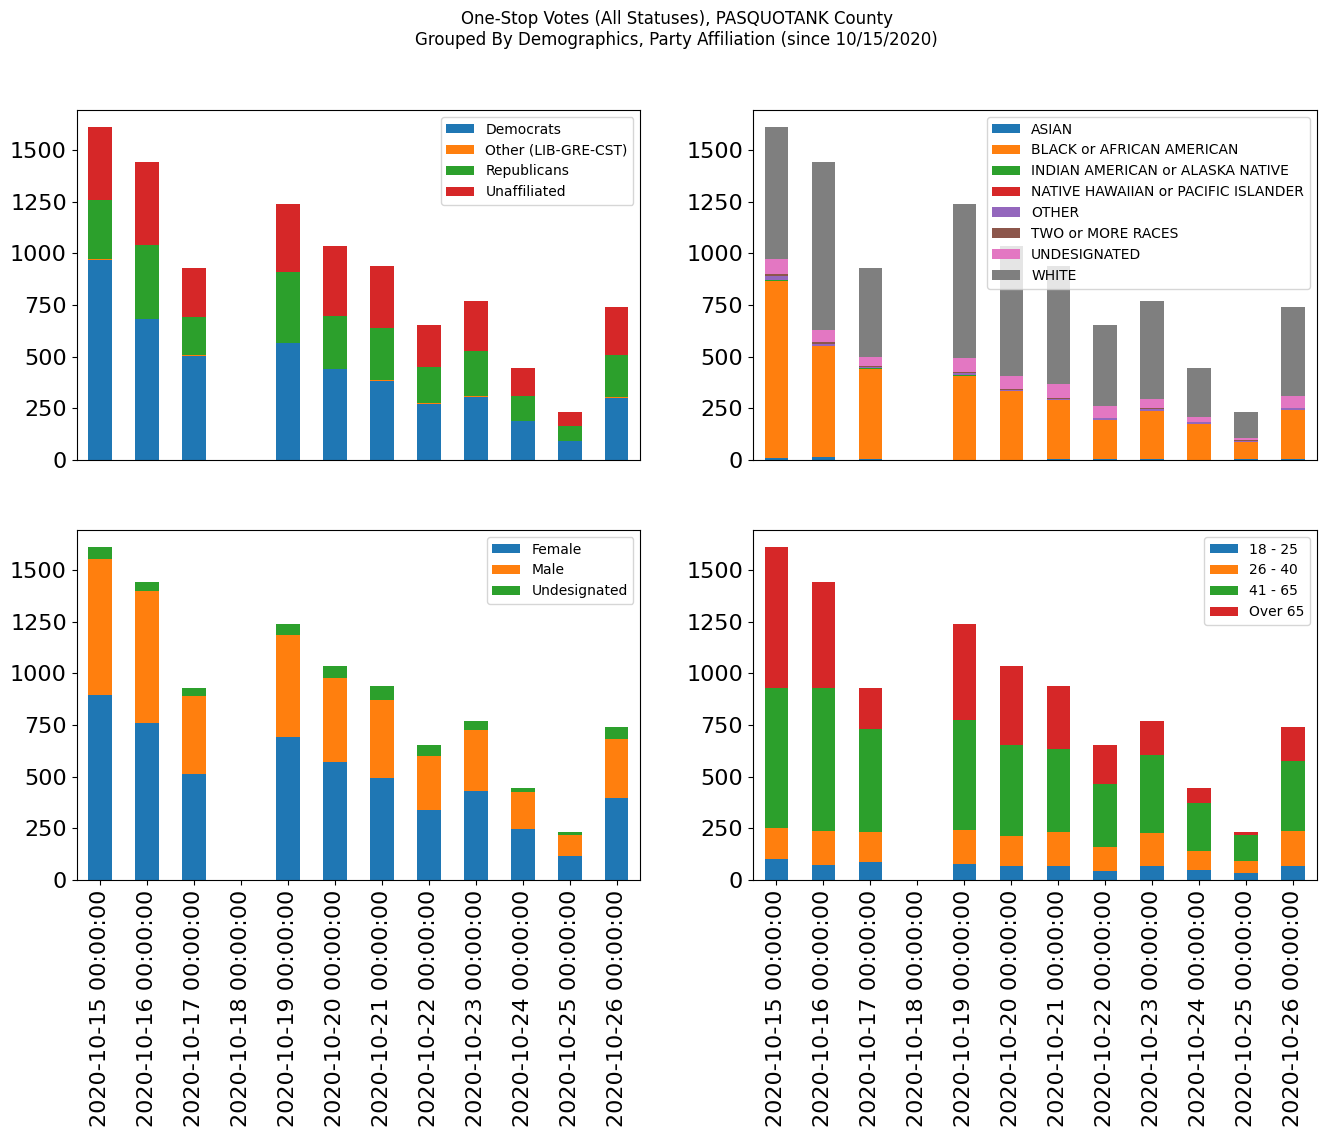 One-Stop Votes (All Statuses), PASQUOTANK County
Grouped By Demographics, Party Affiliation (since 10/15/2020)
1500
1250
1000
750
500
250
0
Democrats
Other (LIB-GRE-CST)
Republicans
Unaffiliated
1500
1250
1000
750
500
250
0
ASIAN
BLACK or AFRICAN AMERICAN
INDIAN AMERICAN or ALASKA NATIVE
NATIVE HAWAIIAN or PACIFIC ISLANDER
OTHER
TWO or MORE RACES
UNDESIGNATED
WHITE
1500
1250
1000
750
500
250
0
Female
Male
Undesignated
2020-10-15 00:00:00
2020-10-16 00:00:00
2020-10-17 00:00:00
2020-10-18 00:00:00
2020-10-19 00:00:00
2020-10-20 00:00:00
2020-10-21 00:00:00
2020-10-22 00:00:00
2020-10-23 00:00:00
2020-10-24 00:00:00
2020-10-25 00:00:00
2020-10-26 00:00:00
1500
1250
1000
750
500
250
0
18 - 25
26 - 40
41 - 65
Over 65
2020-10-15 00:00:00
2020-10-16 00:00:00
2020-10-17 00:00:00
2020-10-18 00:00:00
2020-10-19 00:00:00
2020-10-20 00:00:00
2020-10-21 00:00:00
2020-10-22 00:00:00
2020-10-23 00:00:00
2020-10-24 00:00:00
2020-10-25 00:00:00
2020-10-26 00:00:00